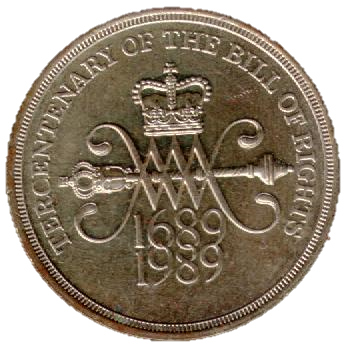 TERCENTENARY OF THE BILL OF RIGHTS
1689
1989